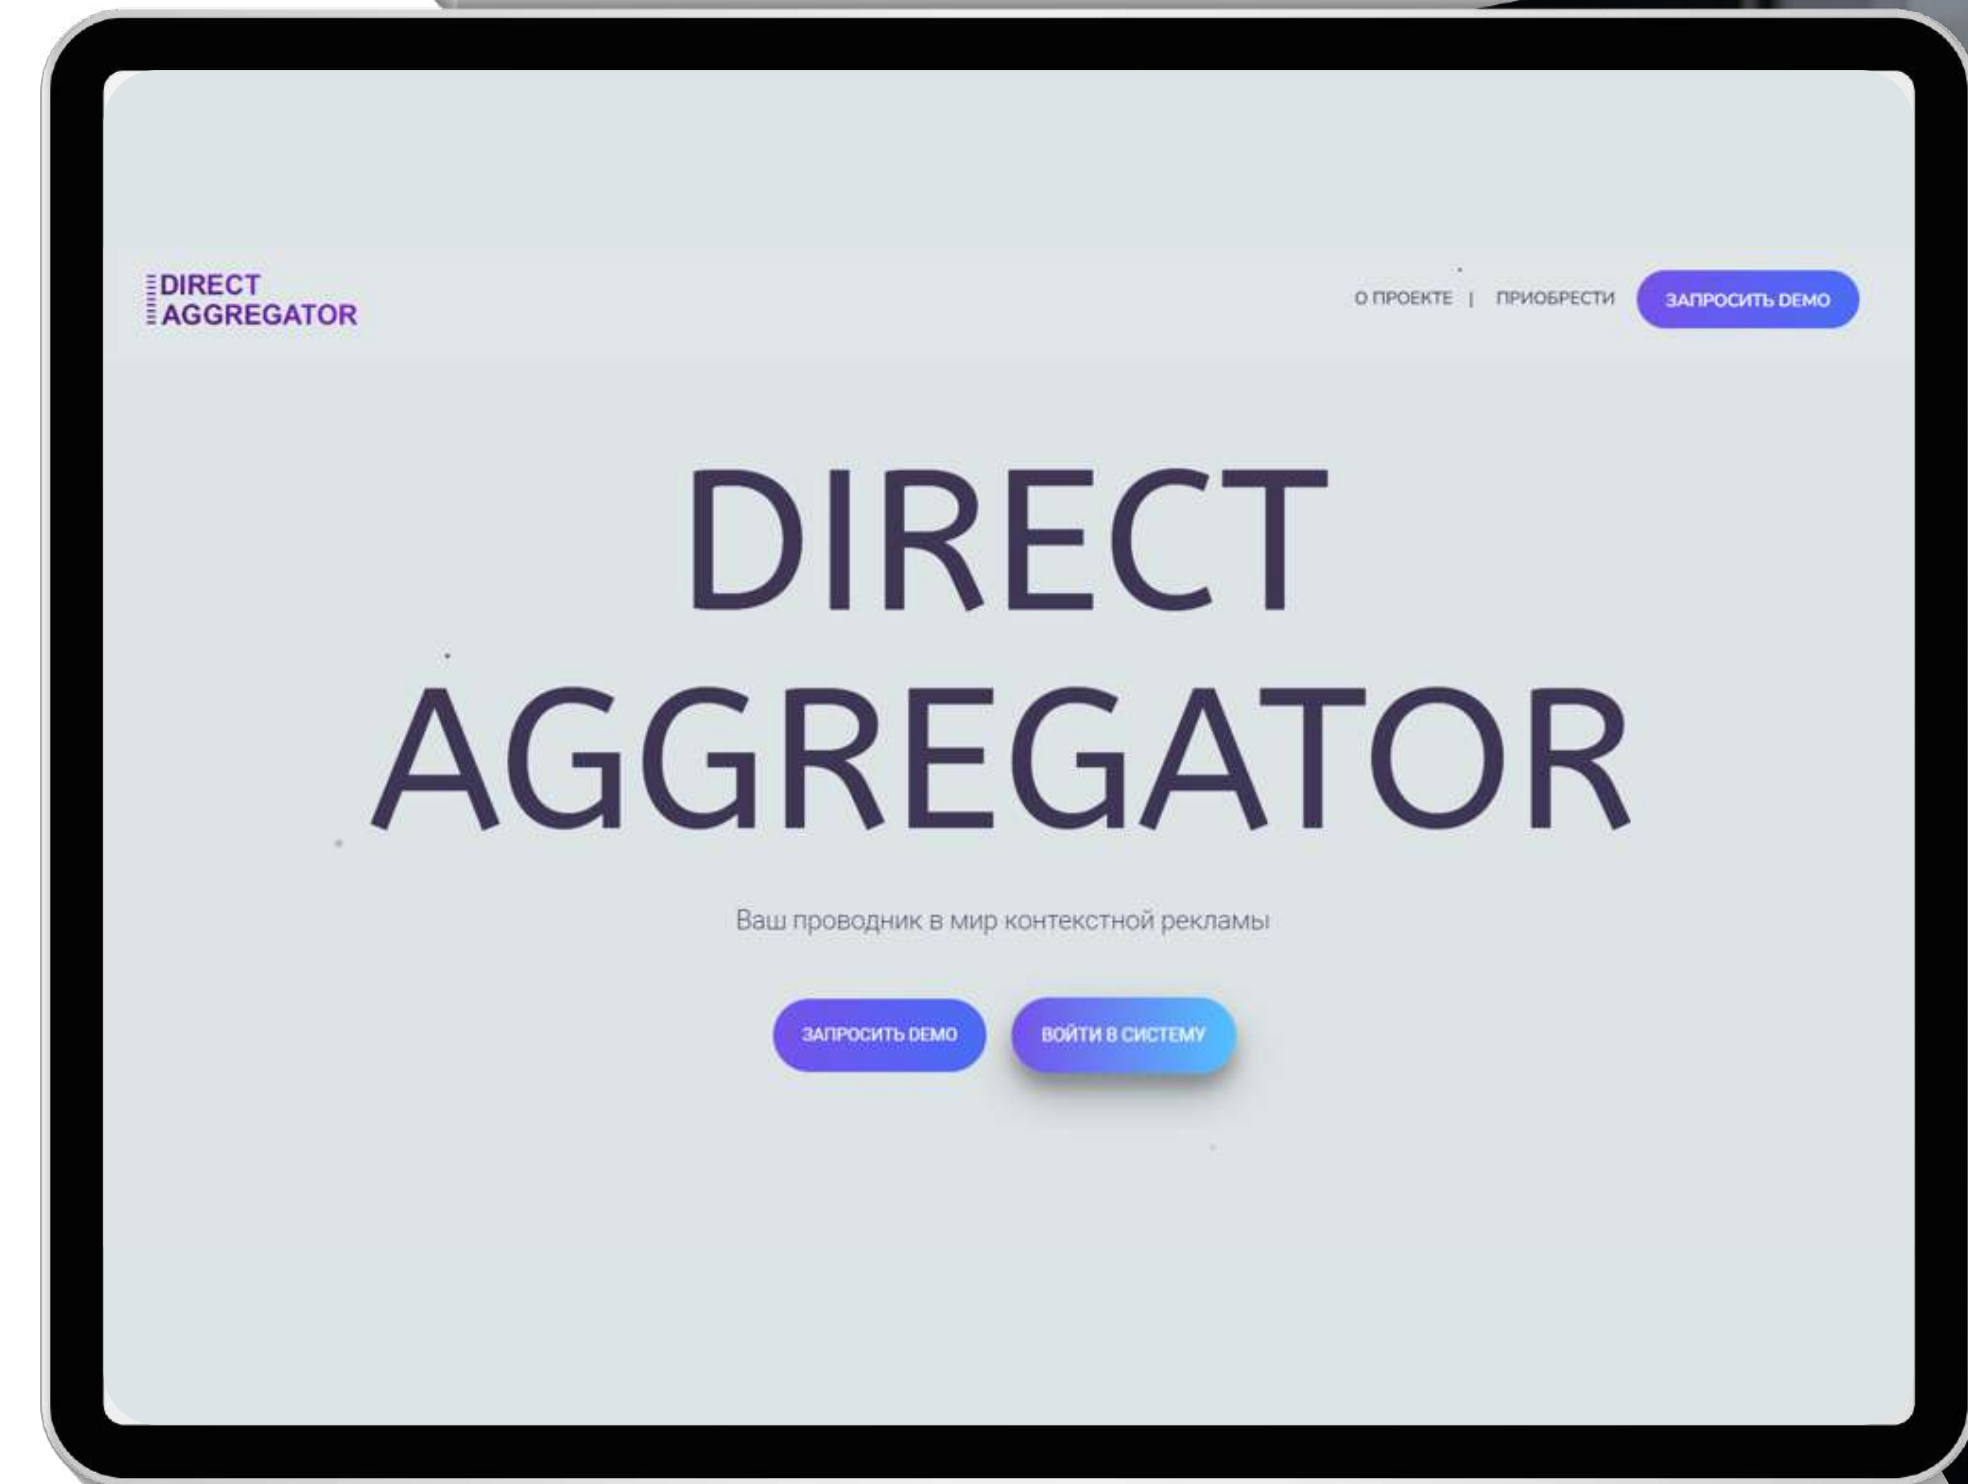 DIRECT
AGGREGATOR
О ПРОЕКТЕ | ПРИОБРЕСТИ ЗАПРОСИТЬ DEMO
DIRECT
AGGREGATOR
Ваш проводник в мир контекстной рекламы
ЗАПРОСИТЬ DEMO ВОЙТИ В СИСТЕМУ